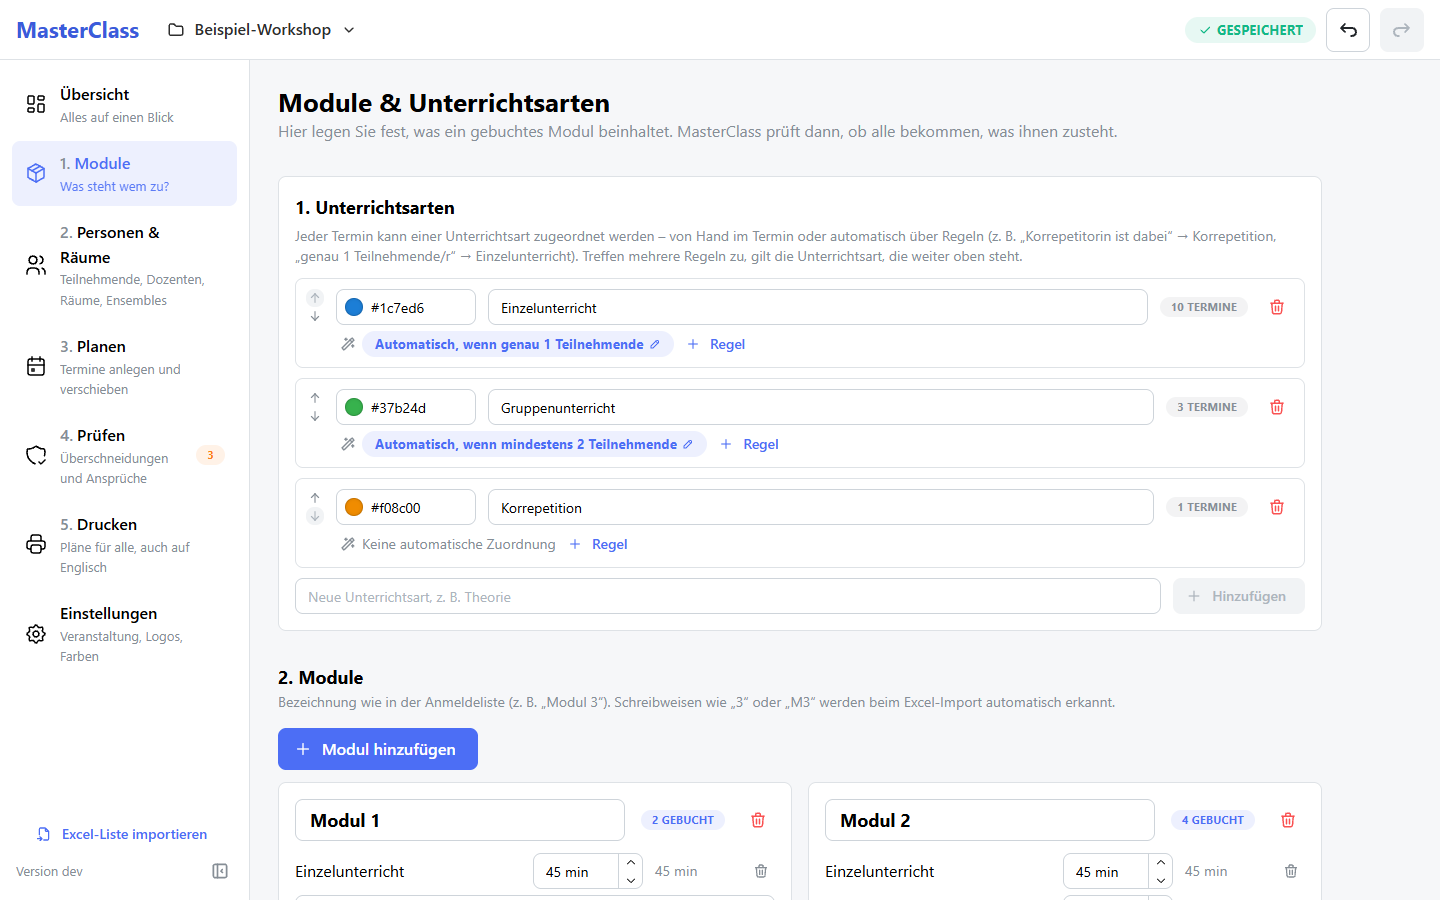 MasterClass
Beispiel-Workshop
GESPEICHERT
Übersicht
Alles auf einen Blick
1. Module
Was steht wem zu?
2. Personen &
Räume
Teilnehmende, Dozenten,
Räume, Ensembles
3. Planen
Termine anlegen und
verschieben
4. Prüfen
Überschneidungen
und Ansprüche
3
5. Drucken
Pläne für alle, auch auf
Englisch
Einstellungen
Veranstaltung, Logos,
Farben
Excel-Liste importieren
Version dev
Module & Unterrichtsarten
Hier legen Sie fest, was ein gebuchtes Modul beinhaltet. MasterClass prüft dann, ob alle bekommen, was ihnen zusteht.
1. Unterrichtsarten
Jeder Termin kann einer Unterrichtsart zugeordnet werden – von Hand im Termin oder automatisch über Regeln (z. B. „Korrepetitorin ist dabei“ → Korrepetition,
„genau 1 Teilnehmende/r“ → Einzelunterricht). Treffen mehrere Regeln zu, gilt die Unterrichtsart, die weiter oben steht.
#1c7ed6
Einzelunterricht
10 TERMINE
Automatisch, wenn genau 1 Teilnehmende
Regel
#37b24d
Gruppenunterricht
3 TERMINE
Automatisch, wenn mindestens 2 Teilnehmende
Regel
#f08c00
Korrepetition
1 TERMINE
Keine automatische Zuordnung
Regel
Neue Unterrichtsart, z. B. Theorie
Hinzufügen
2. Module
Bezeichnung wie in der Anmeldeliste (z. B. „Modul 3“). Schreibweisen wie „3“ oder „M3“ werden beim Excel-Import automatisch erkannt.
Modul hinzufügen
Modul 1
2 GEBUCHT
Einzelunterricht
45 min
45 min
Modul 2
4 GEBUCHT
Einzelunterricht
45 min
45 min